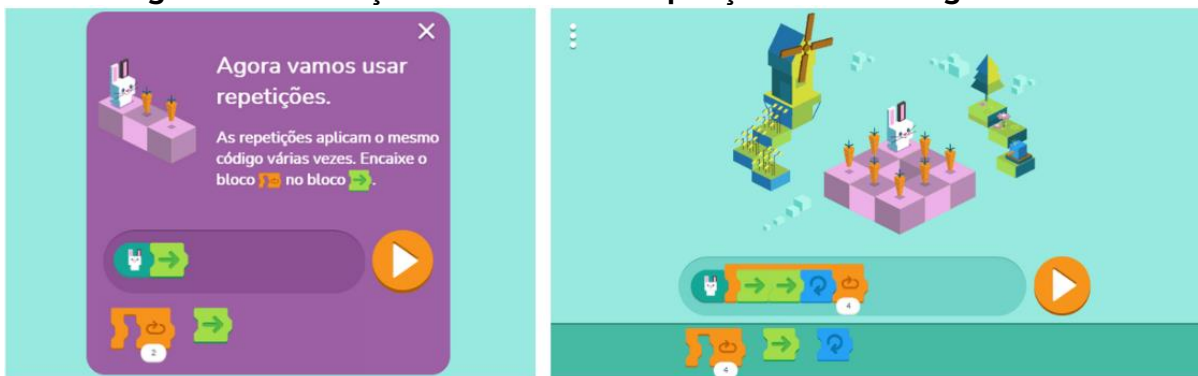 Agora vamos usar
repetições.
As repetições aplicam o mesmo
código várias vezes. Encaixe o
bloco no bloco .
2
4
4